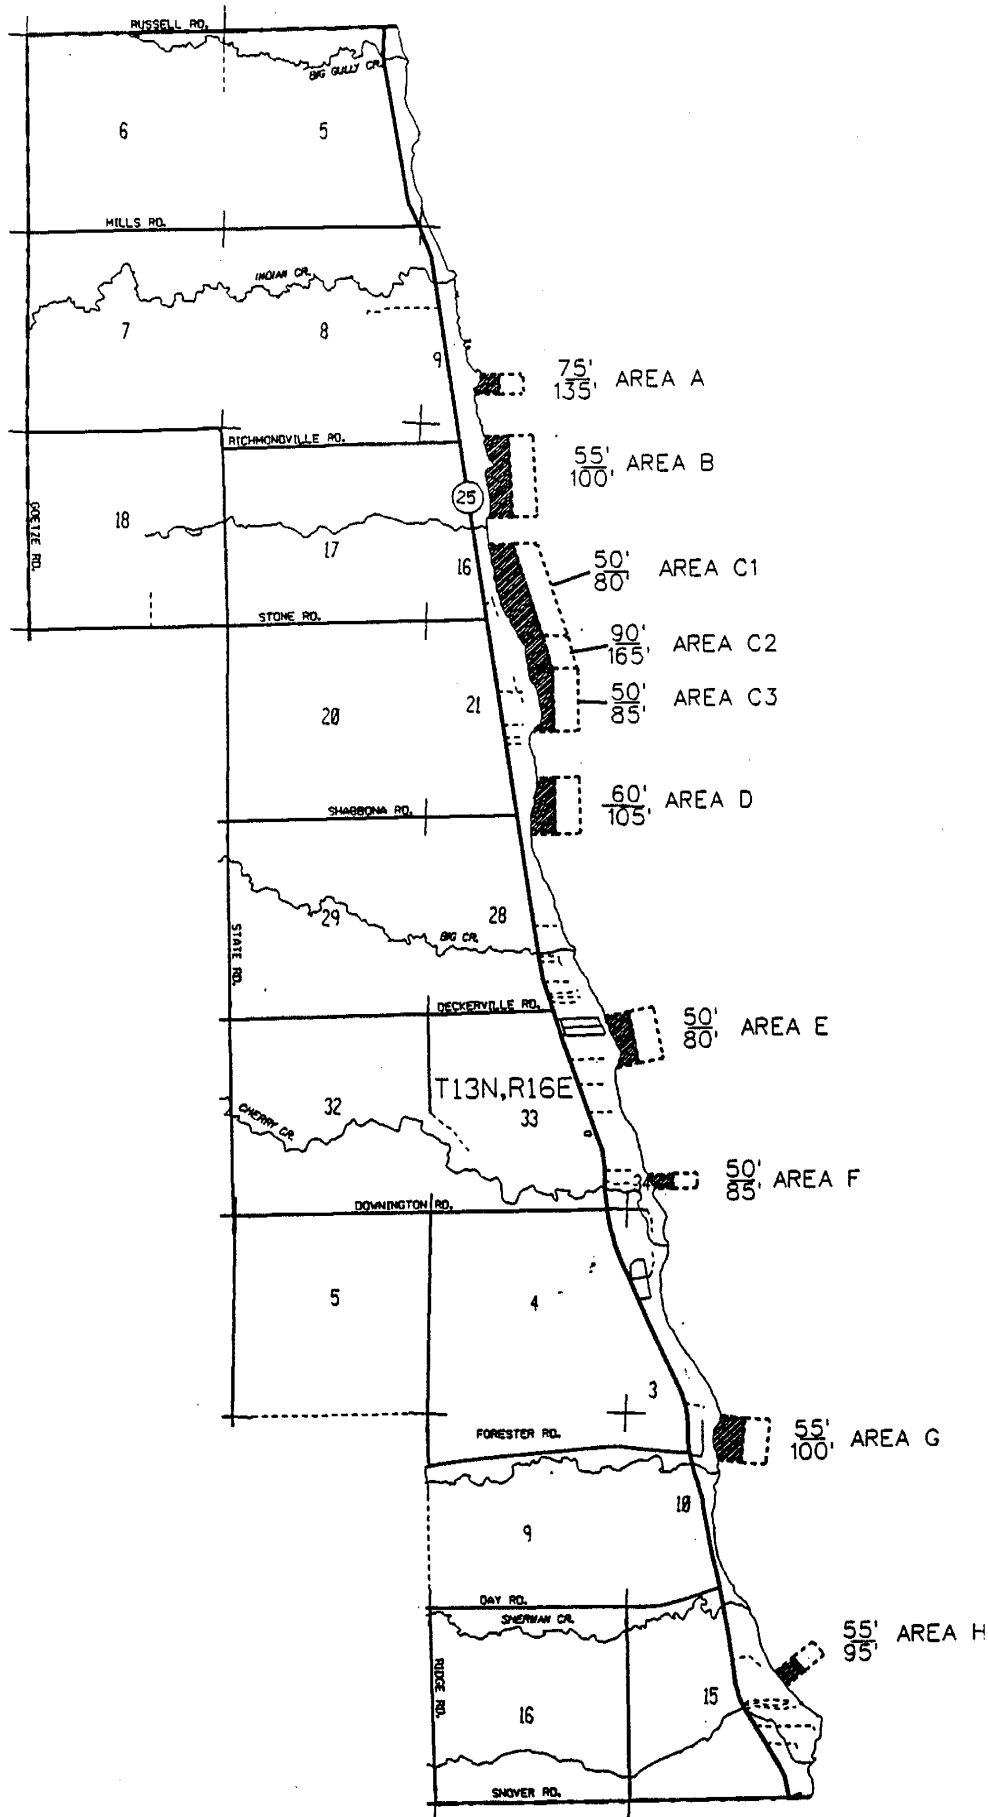 RUSSELL RD.
BIG GULLY CR.
6
5
MILLS RD.
INDIAN CR.
7
8
9
75'
135'
AREA A
RICHMONDVILLE RD.
55'
100'
AREA B
25
GOETZE RD.
18
17
16
50'
80'
AREA C1
STONE RD.
90'
165'
AREA C2
20
21
50'
85'
AREA C3
SHABBONA RD.
60'
105'
AREA D
29
28
STATE RD.
BIG CR.
DECKERVILLE RD.
50'
80'
AREA E
T13N,R16E
CHERRY CR.
32
33
34
50'
85'
AREA F
DOWNINGTON RD.
5
4
3
FORESTER RD.
55'
100'
AREA G
10
9
DAY RD.
SHERMAN CR.
55'
95'
AREA H
RIDGE RD.
16
15
SNOVER RD.